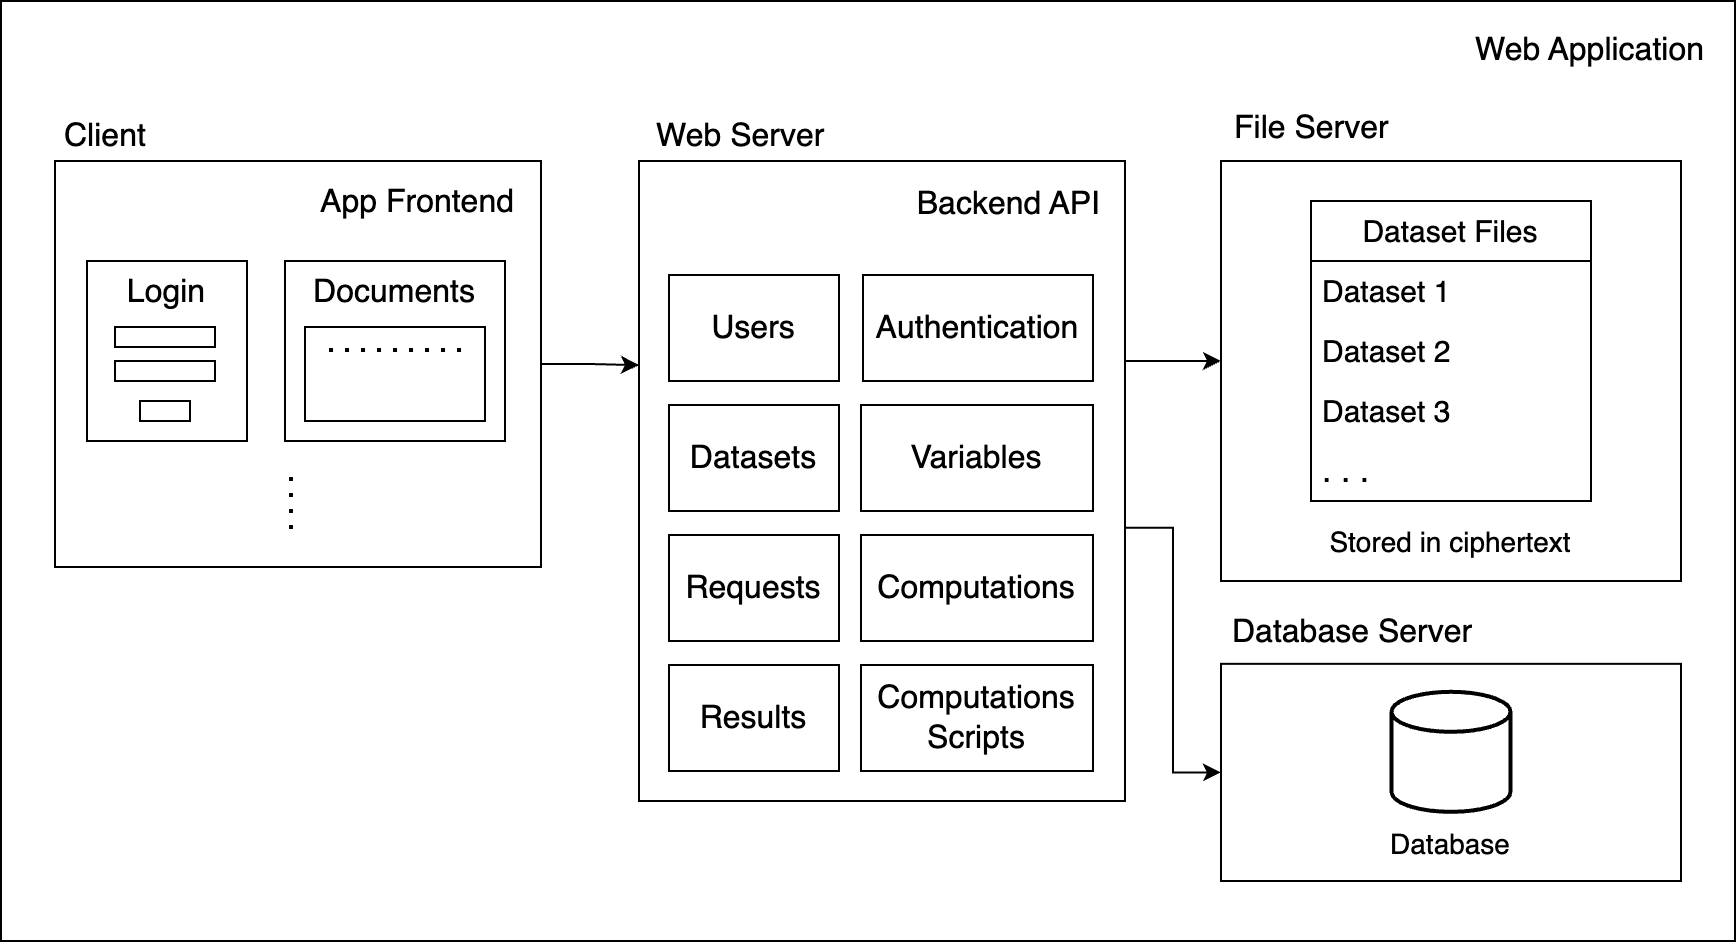 Web Application
Client
App Frontend
Login
Documents
. . . . . . . . .
Web Server
Backend API
Users
Authentication
Datasets
Variables
Requests
Computations
Results
Computations
Scripts
File Server
Dataset Files
Dataset 1
Dataset 2
Dataset 3
. . .
Stored in ciphertext
Database Server
Database